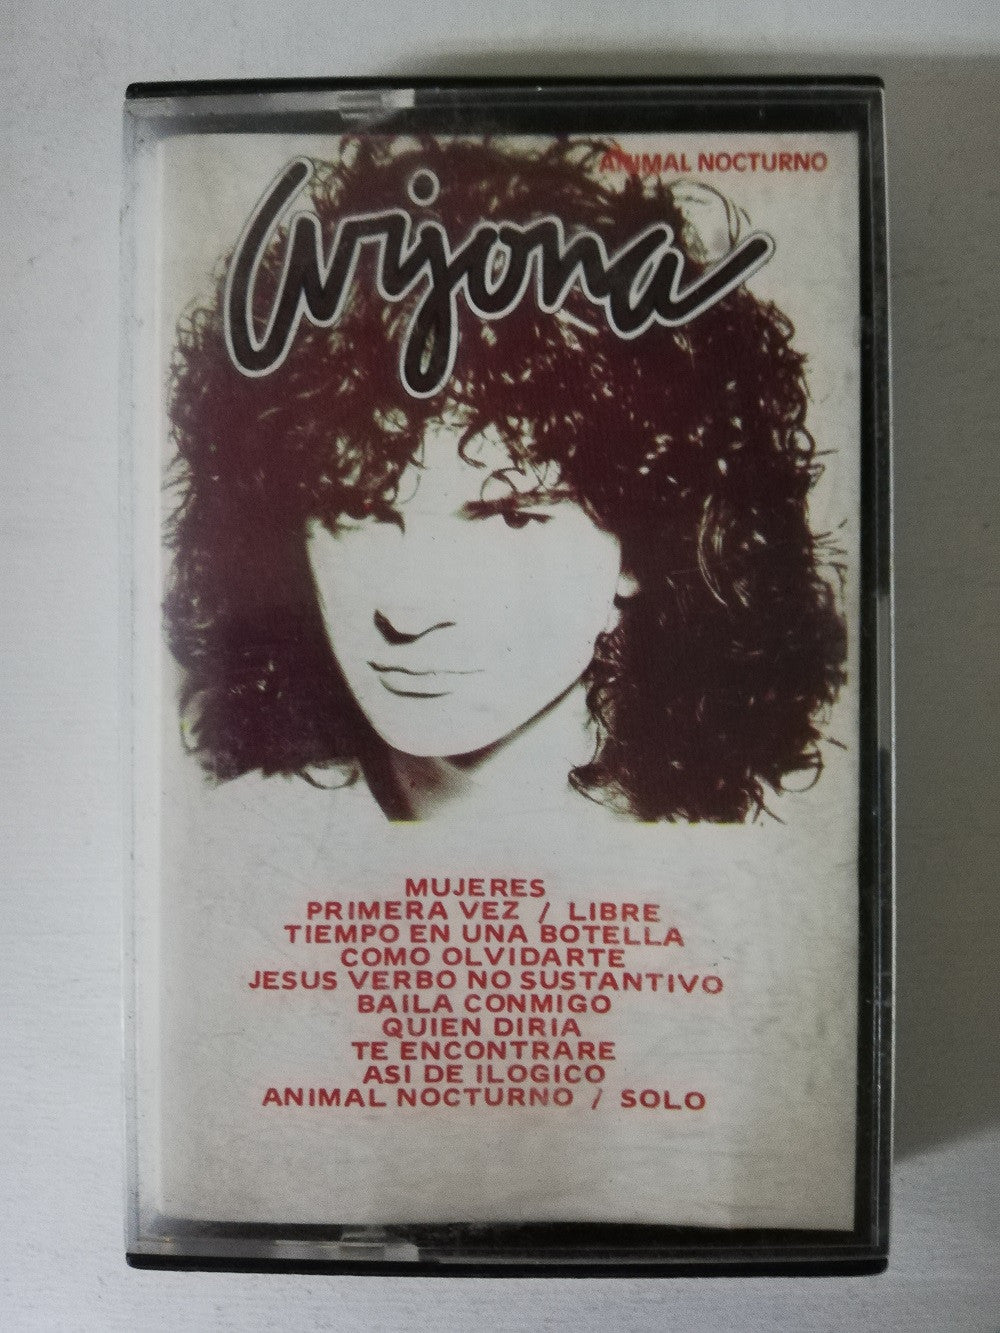 ANIMAL NOCTURNO
Arjona
MUJERES
PRIMERA VEZ / LIBRE
TIEMPO EN UNA BOTELLA
COMO OLVIDARTE
JESUS VERBO NO SUSTANTIVO
BAILA CONMIGO
QUIEN DIRIA
TE ENCONTRARE
ASI DE ILOGICO
ANIMAL NOCTURNO / SOLO